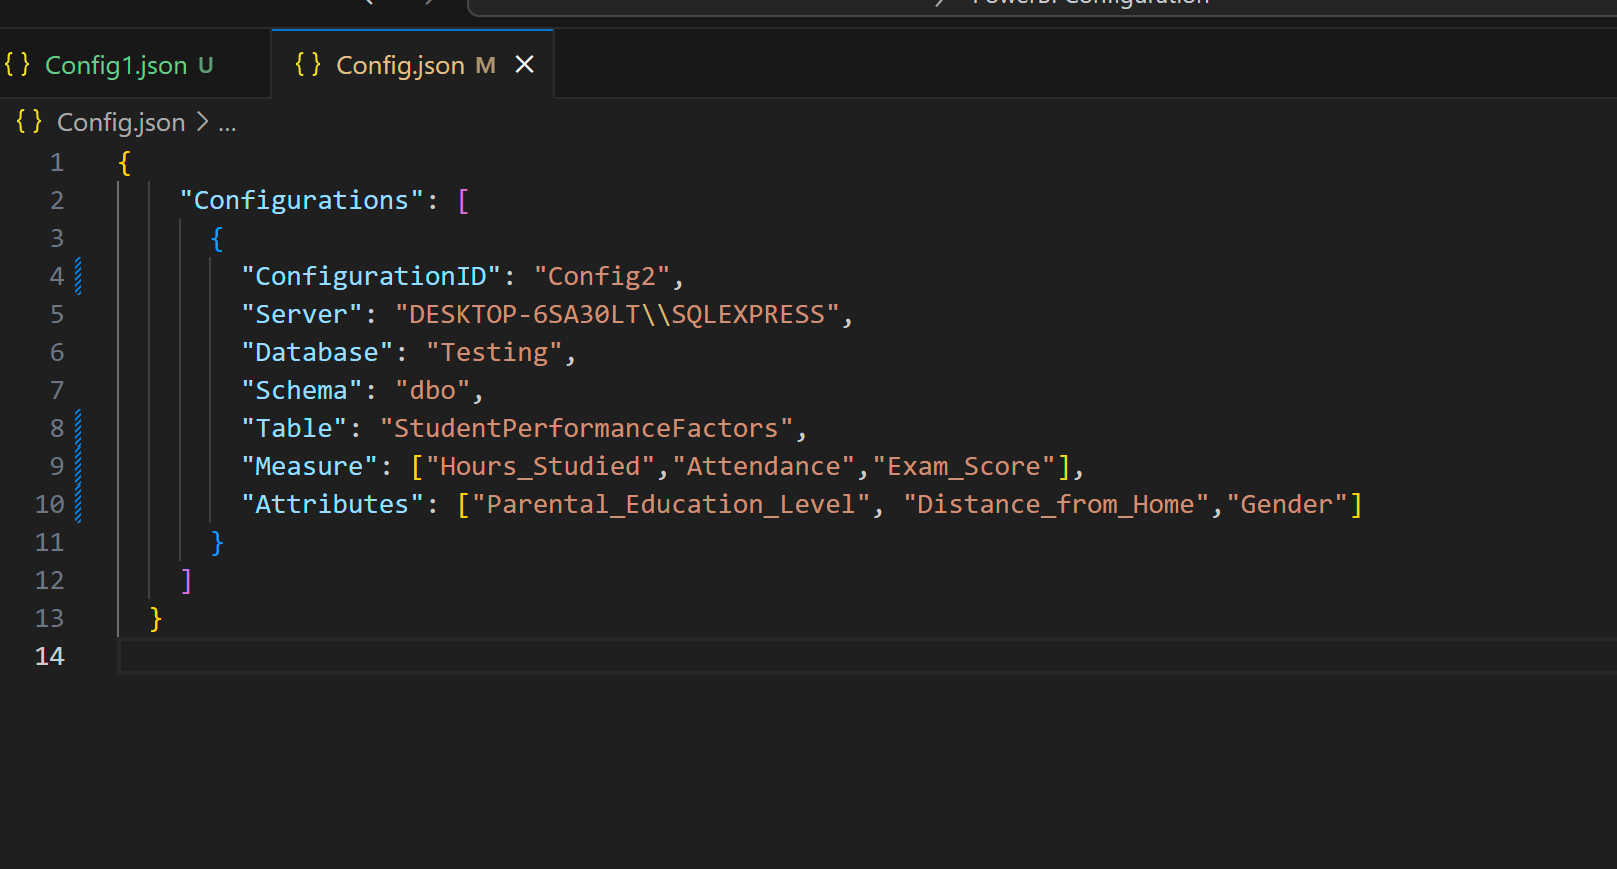 PowerBI Configuration
{} Config1.json U {} Config.json M
{} Config.json > ...
1 {
2 "Configurations": [
3 {
4 "ConfigurationID": "Config2",
5 "Server": "DESKTOP-6SA30LT\\SQLEXPRESS",
6 "Database": "Testing",
7 "Schema": "dbo",
8 "Table": "StudentPerformanceFactors",
9 "Measure": ["Hours_Studied","Attendance","Exam_Score"],
10 "Attributes": ["Parental_Education_Level", "Distance_from_Home","Gender"]
11 }
12 ]
13 }
14